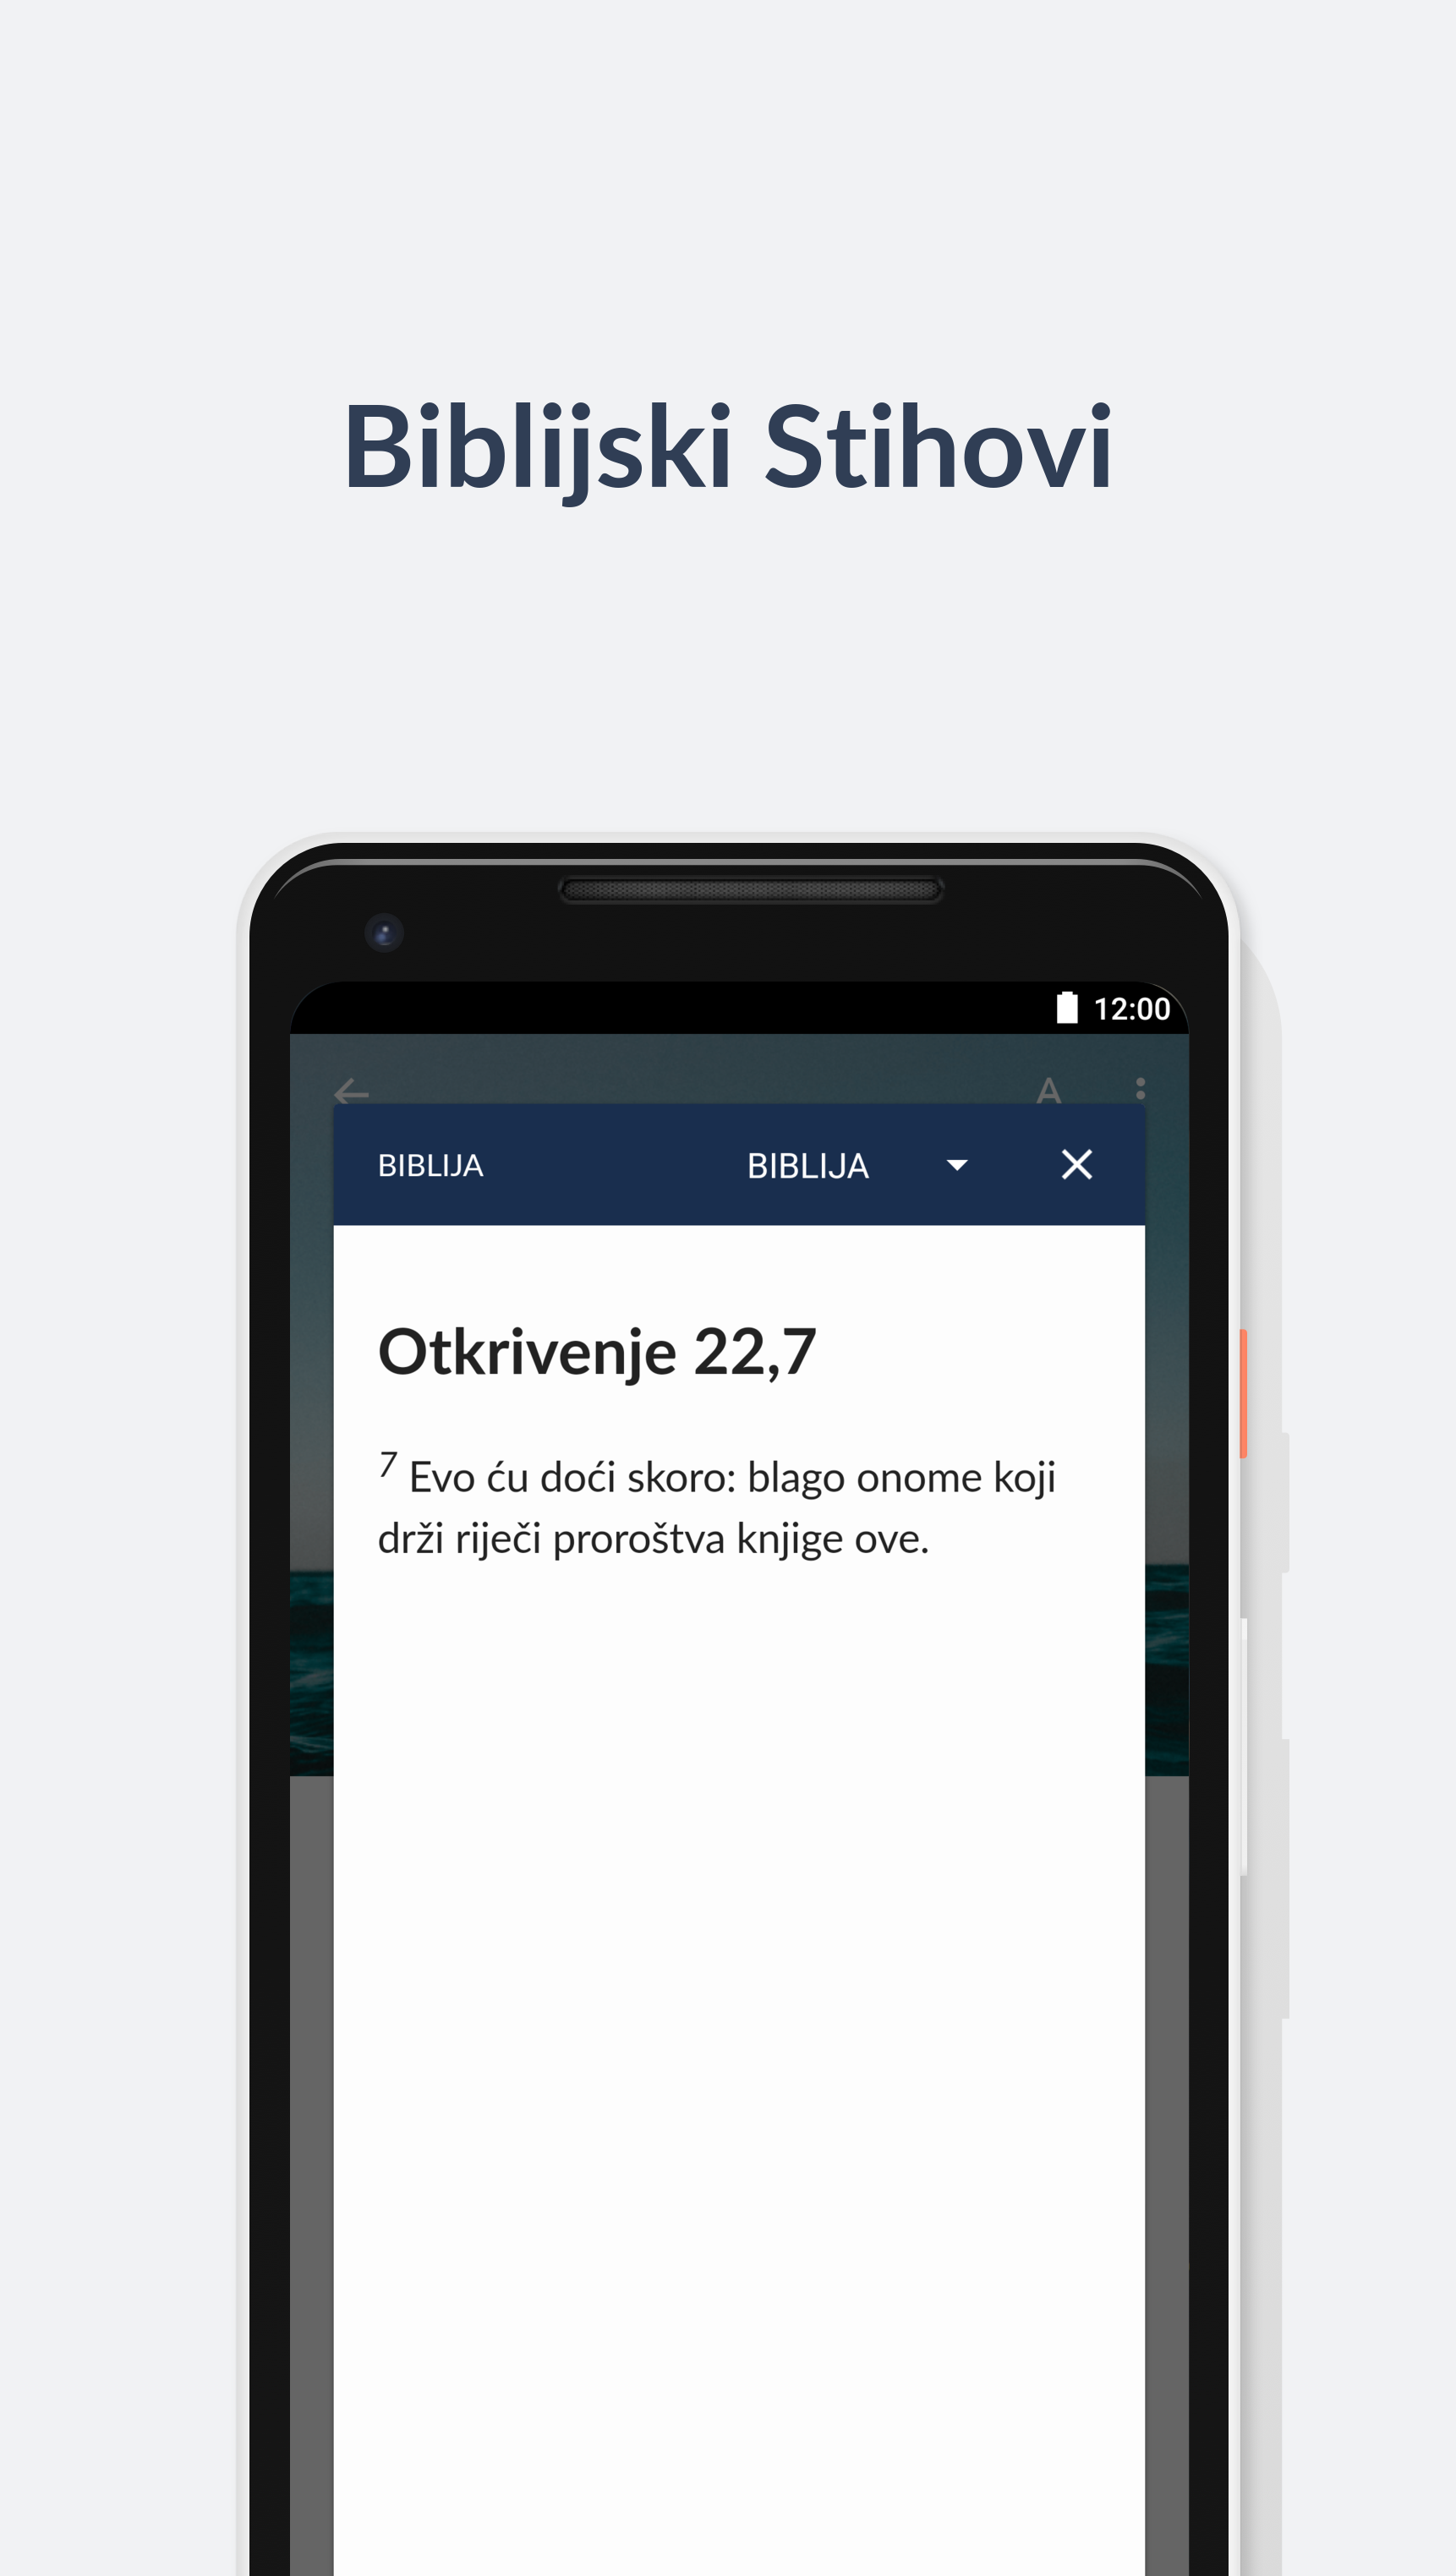 Biblijski Stihovi
12:00
A
BIBLIJA BIBLIJA
Otkrivenje 22,7
7 Evo ću doći skoro: blago onome koji
drži riječi proroštva knjige ove.